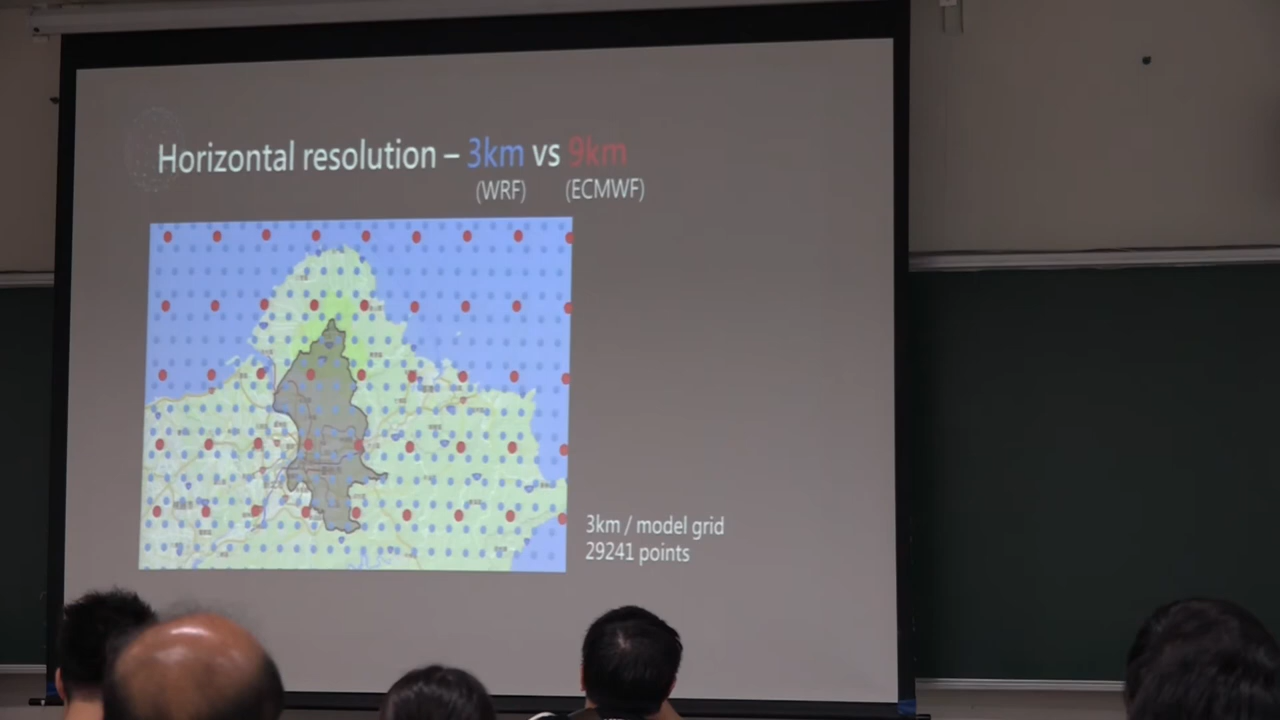 Horizontal resolution – 3km vs 9km
(WRF) (ECMWF)
3km / model grid
29241 points